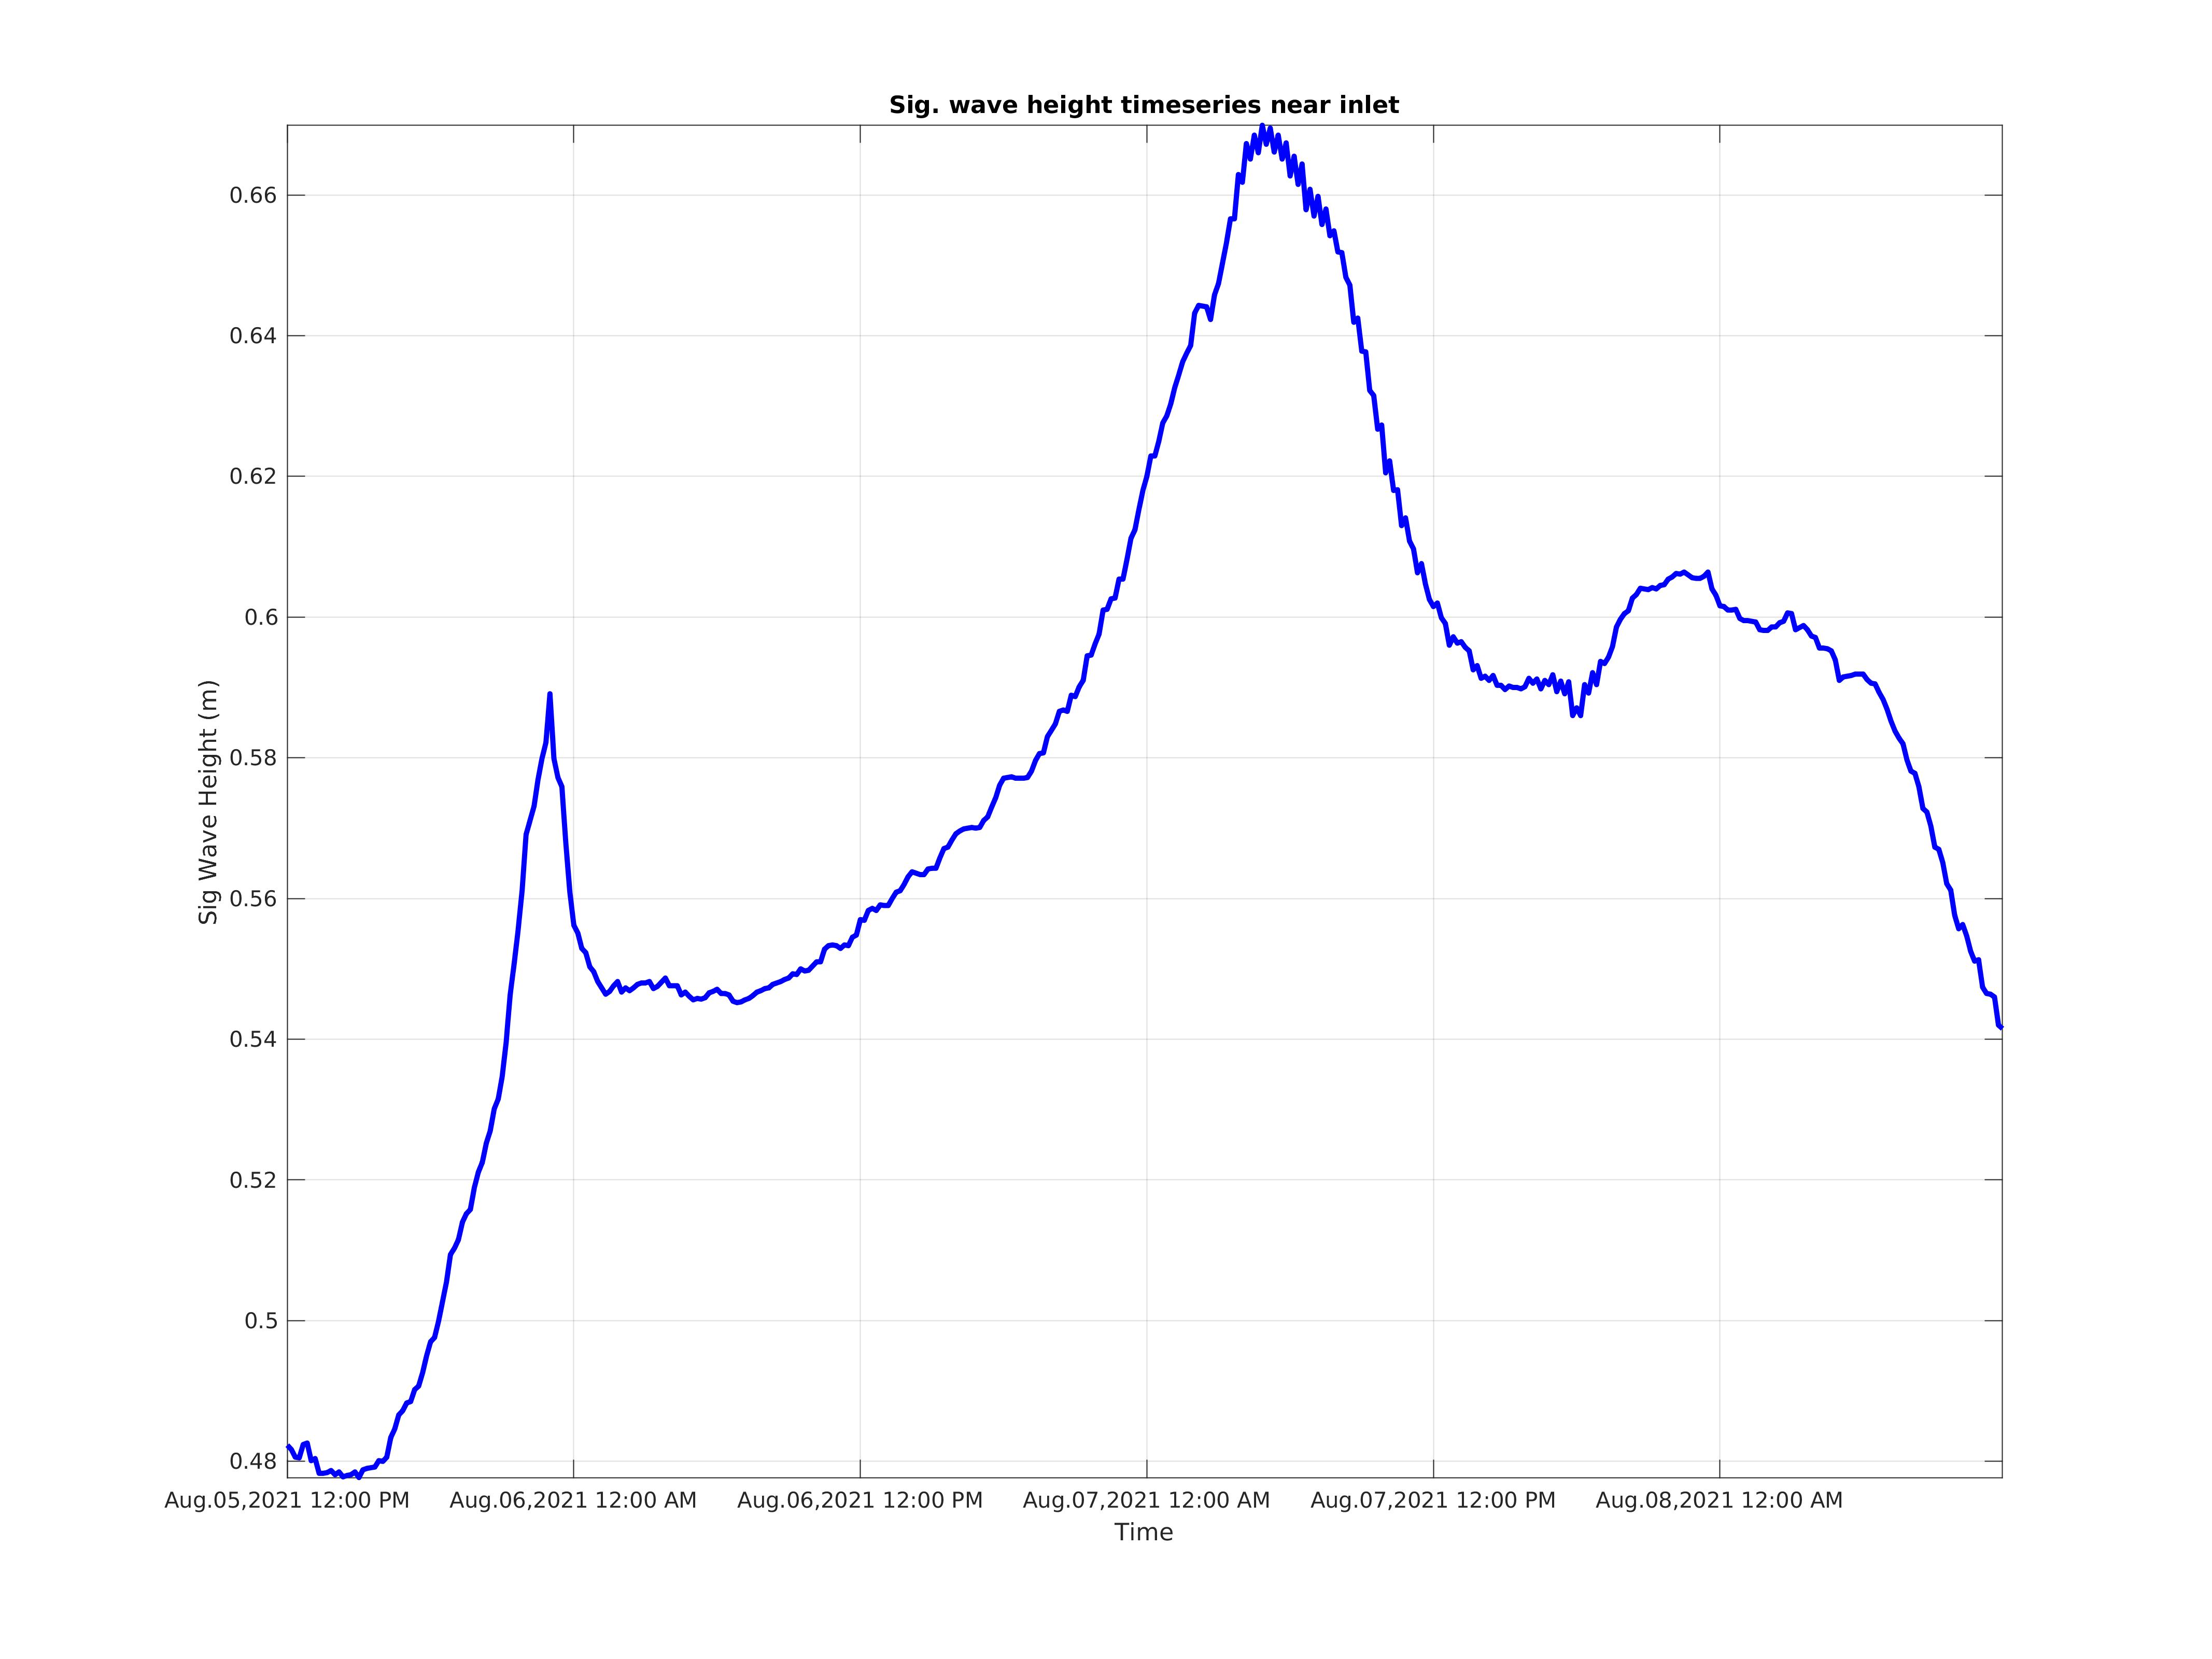 Sig. wave height timeseries near inlet
0.66
0.64
0.62
0.6
0.58
0.56
0.54
0.52
0.5
0.48
Sig Wave Height (m)
Aug.05,2021 12:00 PM
Aug.06,2021 12:00 AM
Aug.06,2021 12:00 PM
Aug.07,2021 12:00 AM
Aug.07,2021 12:00 PM
Aug.08,2021 12:00 AM
Time